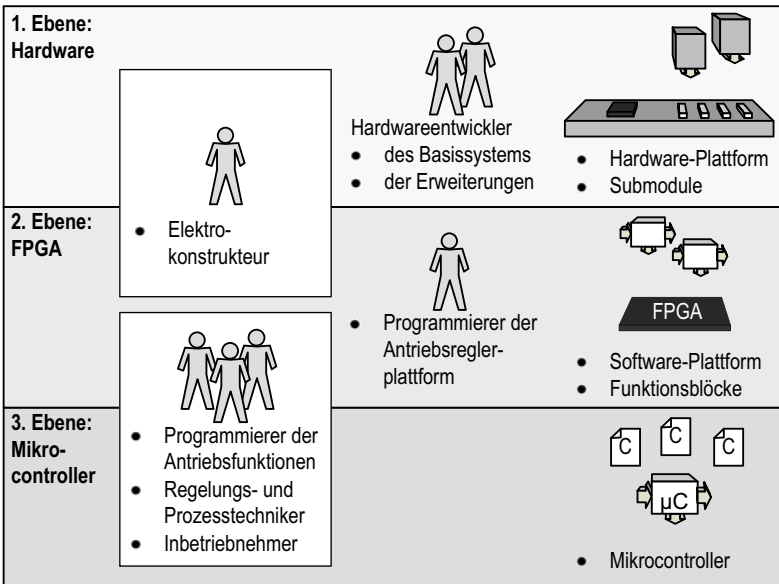 1. Ebene:
Hardware
Hardwareentwickler
• des Basissystems
• der Erweiterungen
• Hardware-Plattform
• Submodule
2. Ebene:
FPGA
• Elektro-
konstrukteur
• Programmierer der
Antriebsregler-
plattform
FPGA
• Software-Plattform
• Funktionsblöcke
3. Ebene:
Mikro-
controller
• Programmierer der
Antriebsfunktionen
• Regelungs- und
Prozesstechniker
• Inbetriebnehmer
C
C
C
µC
• Mikrocontroller